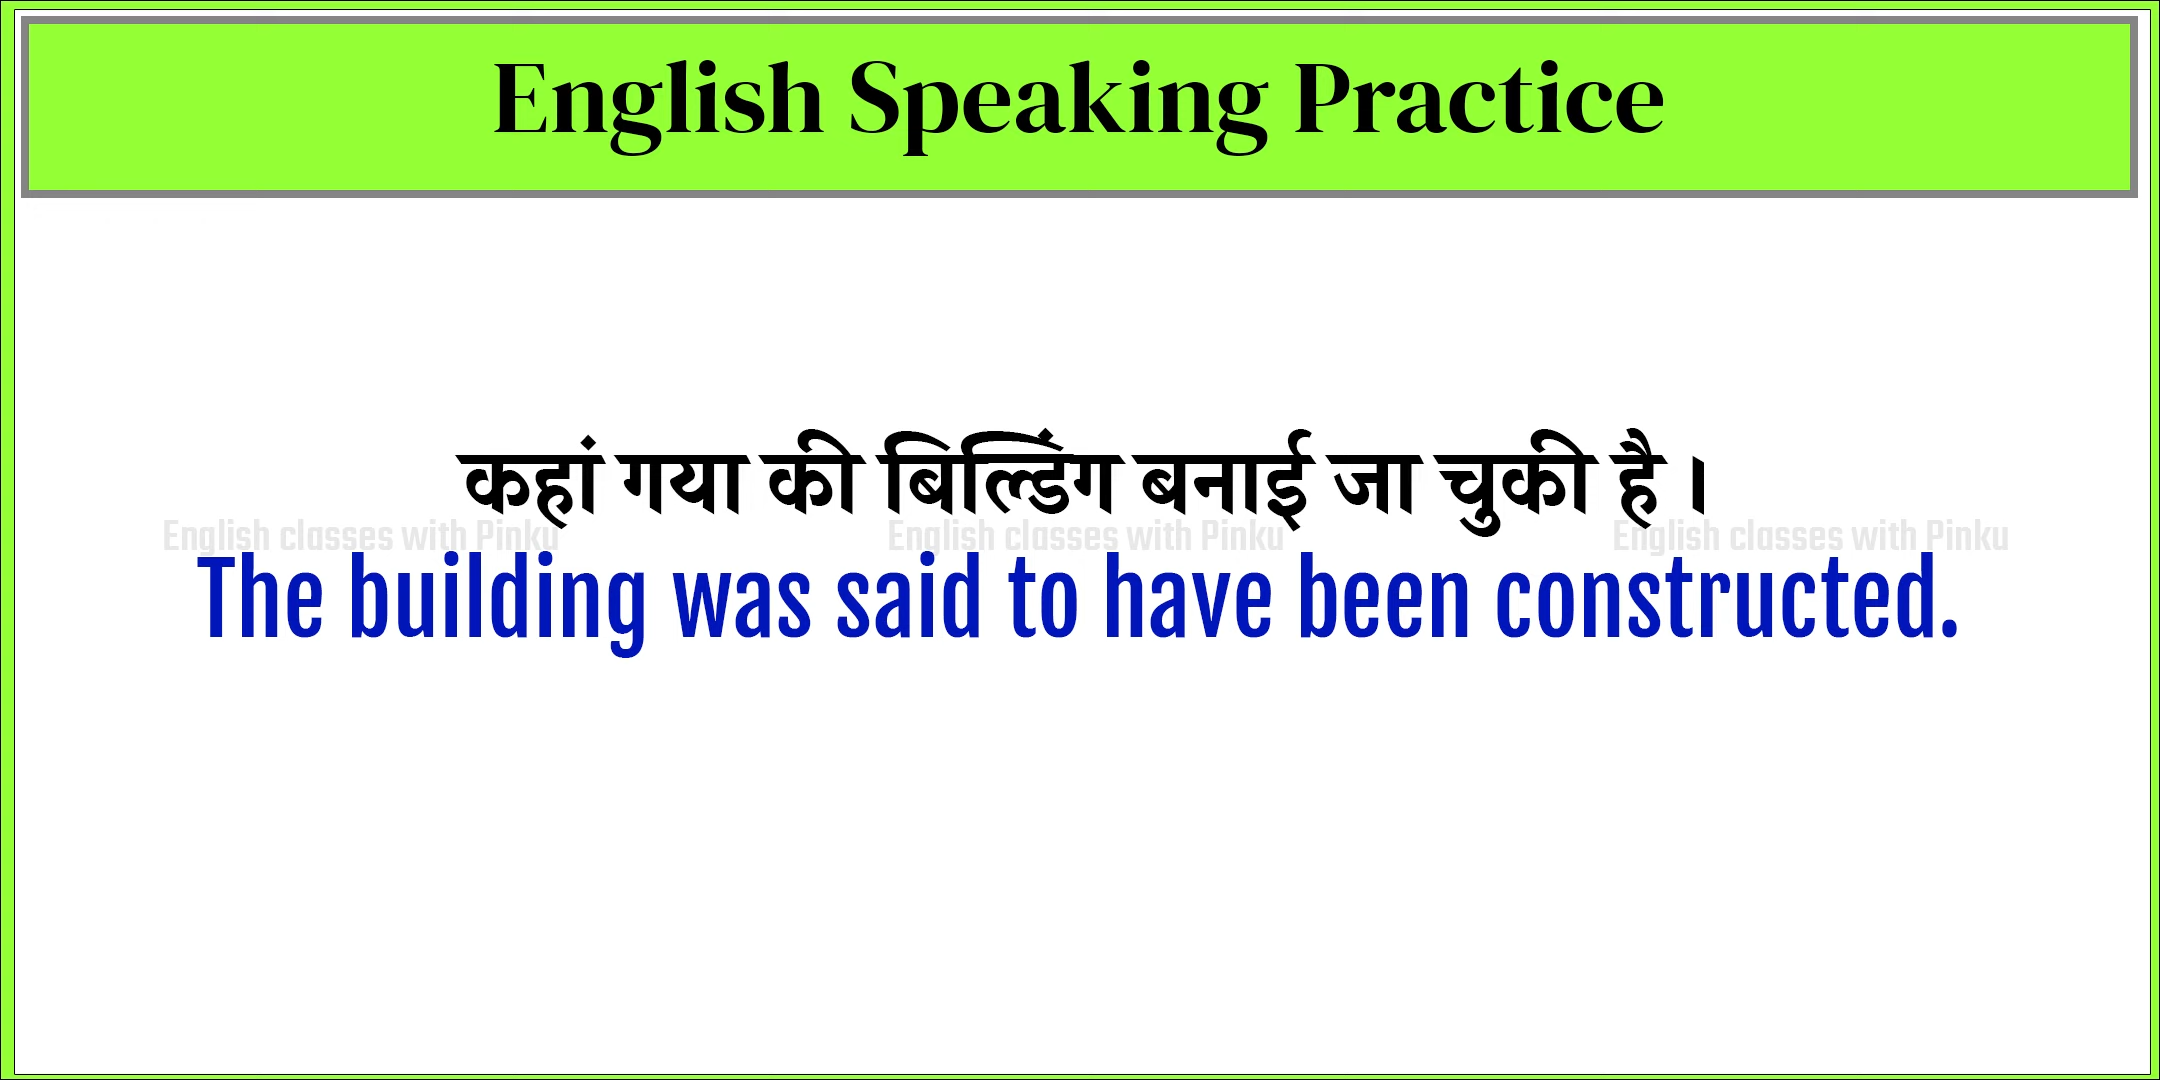 English Speaking Practice
कहां गया की बिल्डिंग बनाई जा चुकी है।
English classes with Pinku English classes with Pinku English classes with Pinku
The building was said to have been constructed.